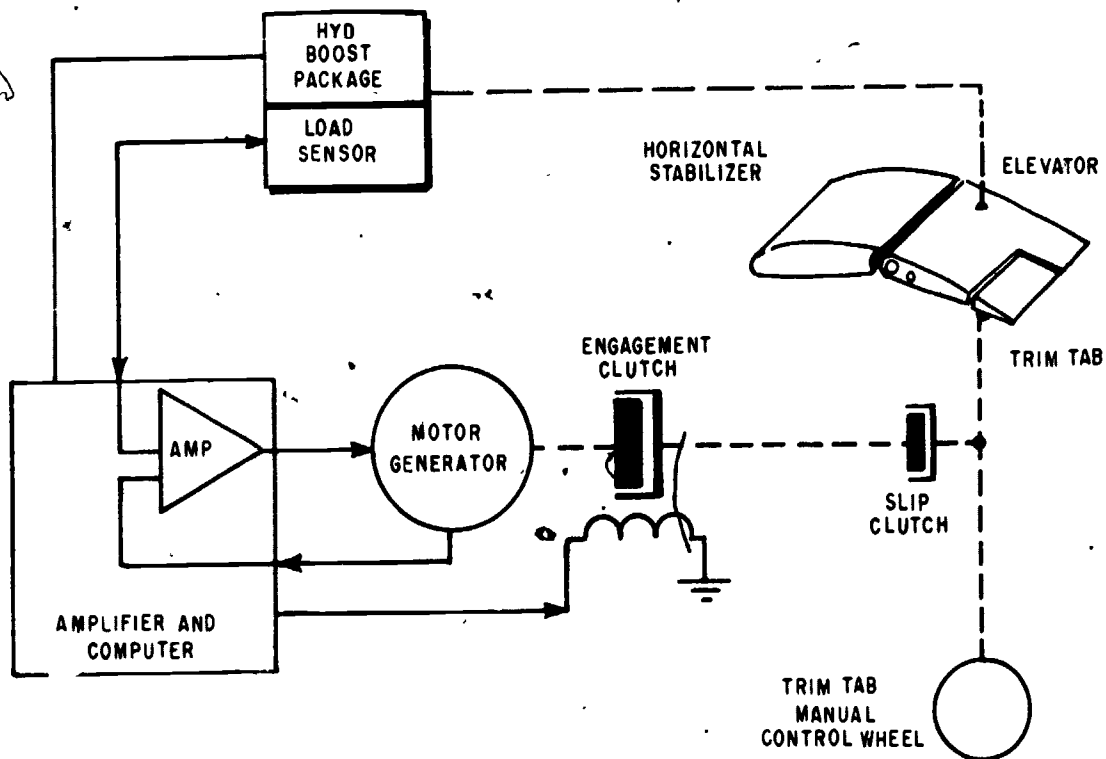 HYD
BOOST
PACKAGE
LOAD
SENSOR
HORIZONTAL
STABILIZER
ELEVATOR
TRIM TAB
ENGAGEMENT
CLUTCH
AMP
MOTOR
GENERATOR
SLIP
CLUTCH
AMPLIFIER AND
COMPUTER
TRIM TAB
MANUAL
CONTROL WHEEL